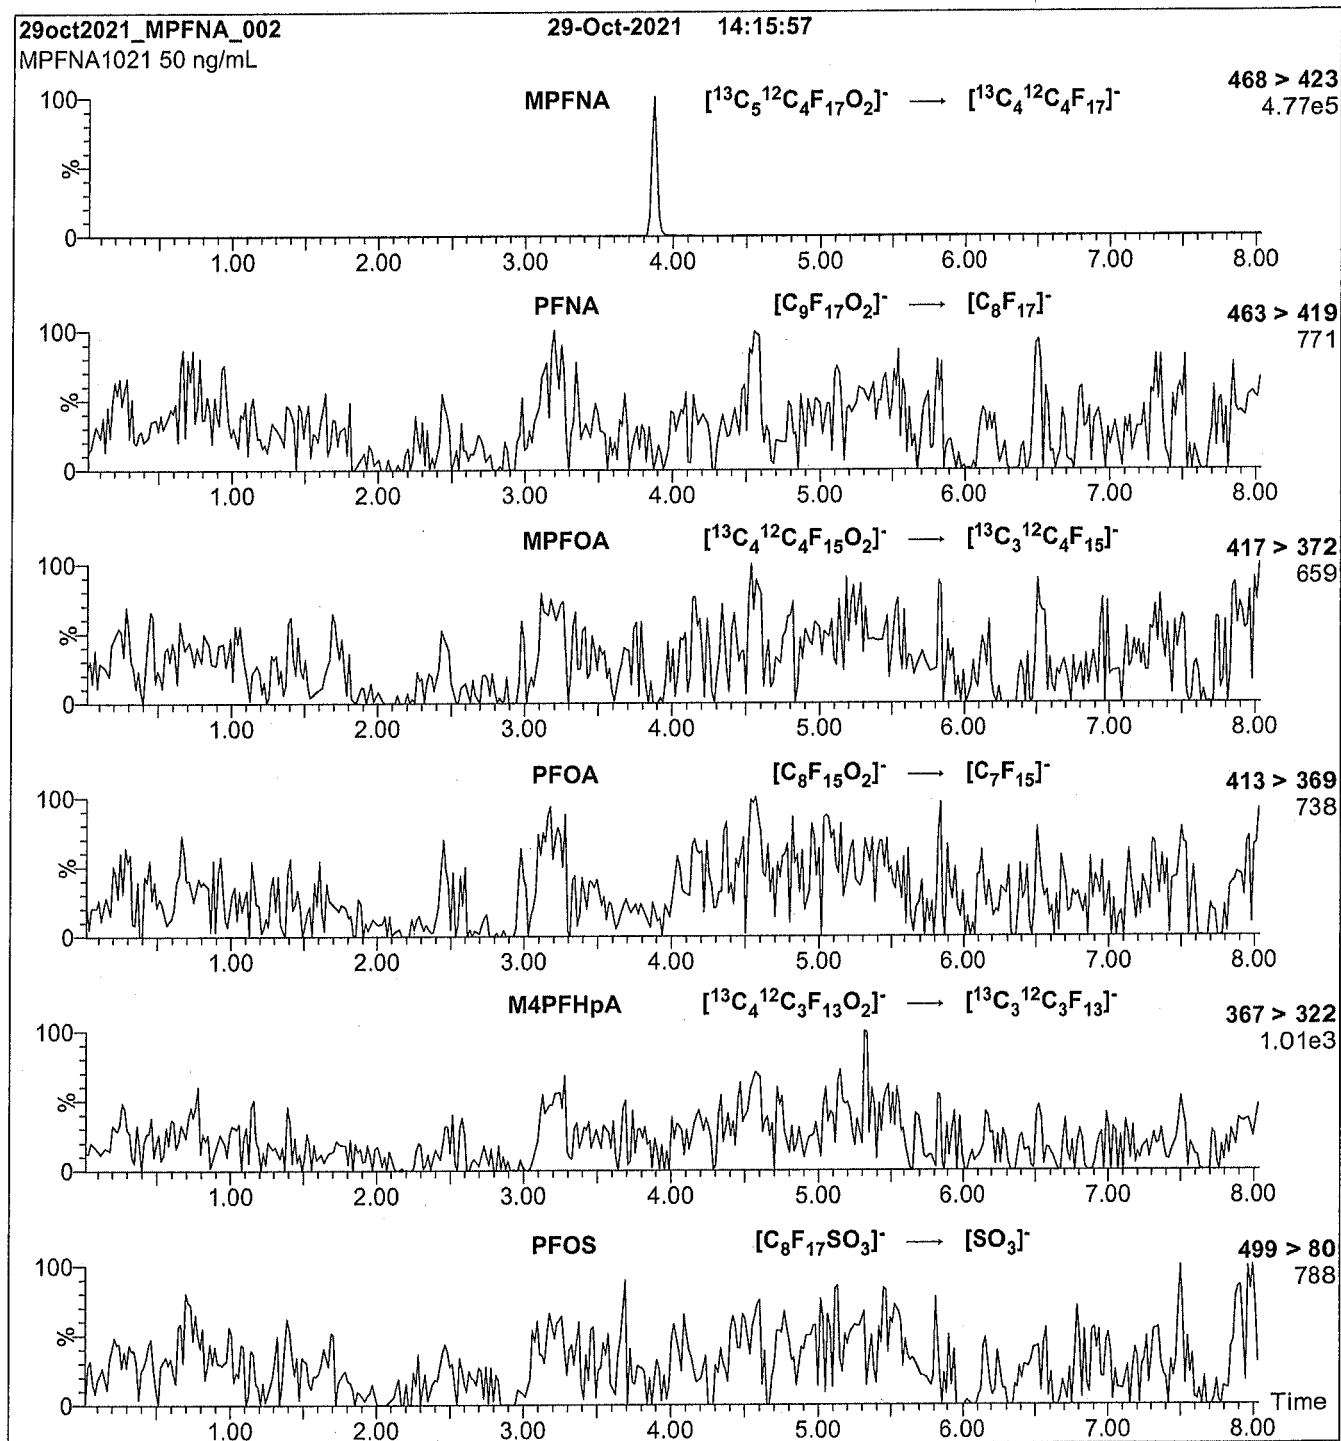 29oct2021_MPFNA_002 29-Oct-2021 14:15:57
MPFNA1021 50 ng/mL
MPFNA [¹³C₅¹²C₄F₁₇O₂]⁻ → [¹³C₄¹²C₄F₁₇]⁻ 468 > 423
4.77e5
100
%
0
1.00 2.00 3.00 4.00 5.00 6.00 7.00 8.00
PFNA [C₉F₁₇O₂]⁻ → [C₈F₁₇]⁻ 463 > 419
771
100
%
0
1.00 2.00 3.00 4.00 5.00 6.00 7.00 8.00
MPFOA [¹³C₄¹²C₄F₁₅O₂]⁻ → [¹³C₃¹²C₄F₁₅]⁻ 417 > 372
659
100
%
0
1.00 2.00 3.00 4.00 5.00 6.00 7.00 8.00
PFOA [C₈F₁₅O₂]⁻ → [C₇F₁₅]⁻ 413 > 369
738
100
%
0
1.00 2.00 3.00 4.00 5.00 6.00 7.00 8.00
M4PFHpA [¹³C₄¹²C₃F₁₃O₂]⁻ → [¹³C₃¹²C₃F₁₃]⁻ 367 > 322
1.01e3
100
%
0
1.00 2.00 3.00 4.00 5.00 6.00 7.00 8.00
PFOS [C₈F₁₇SO₃]⁻ → [SO₃]⁻ 499 > 80
788
100
%
0 Time
1.00 2.00 3.00 4.00 5.00 6.00 7.00 8.00